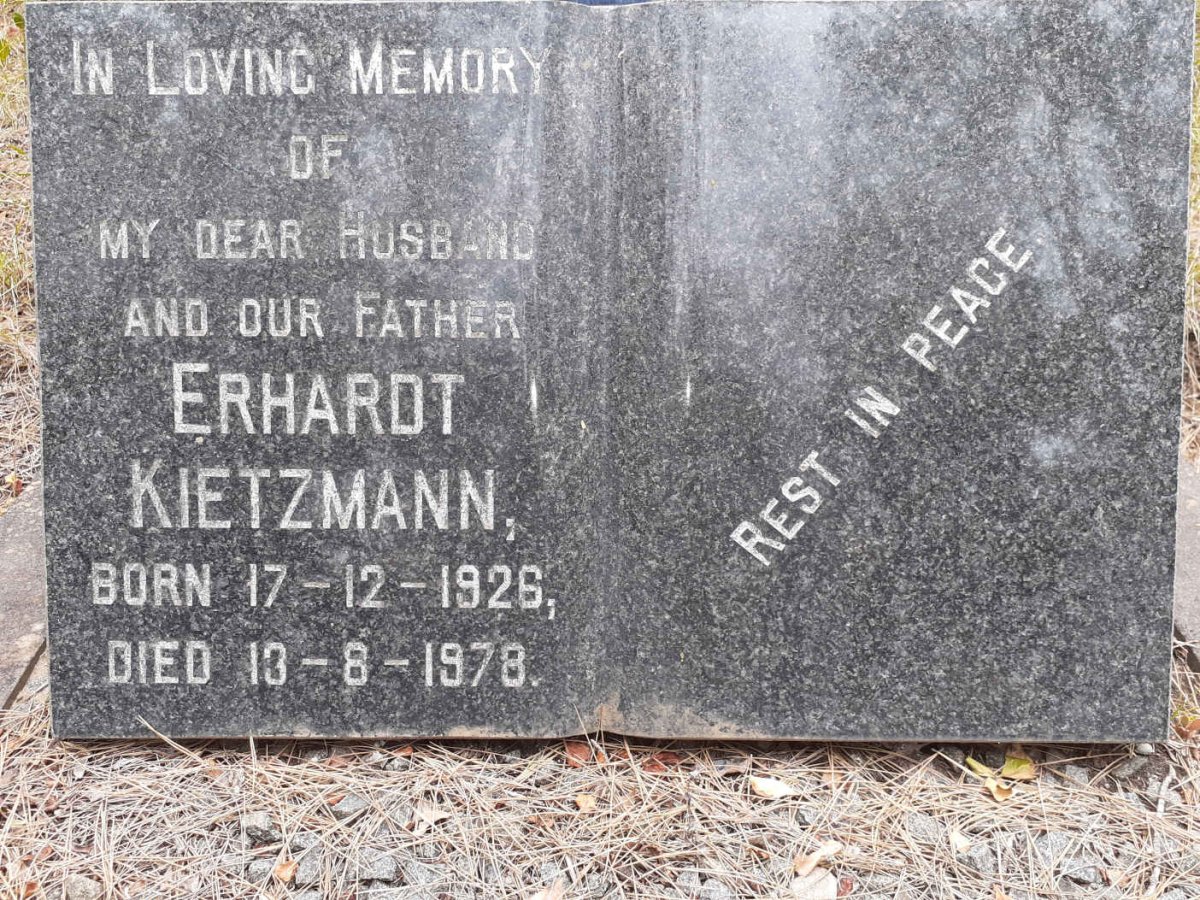 In Loving Memory
OF
MY DEAR HUSBAND
AND OUR FATHER
ERHARDT
KIETZMANN,
BORN 17-12-1926,
DIED 13-8-1978.
REST IN PEACE